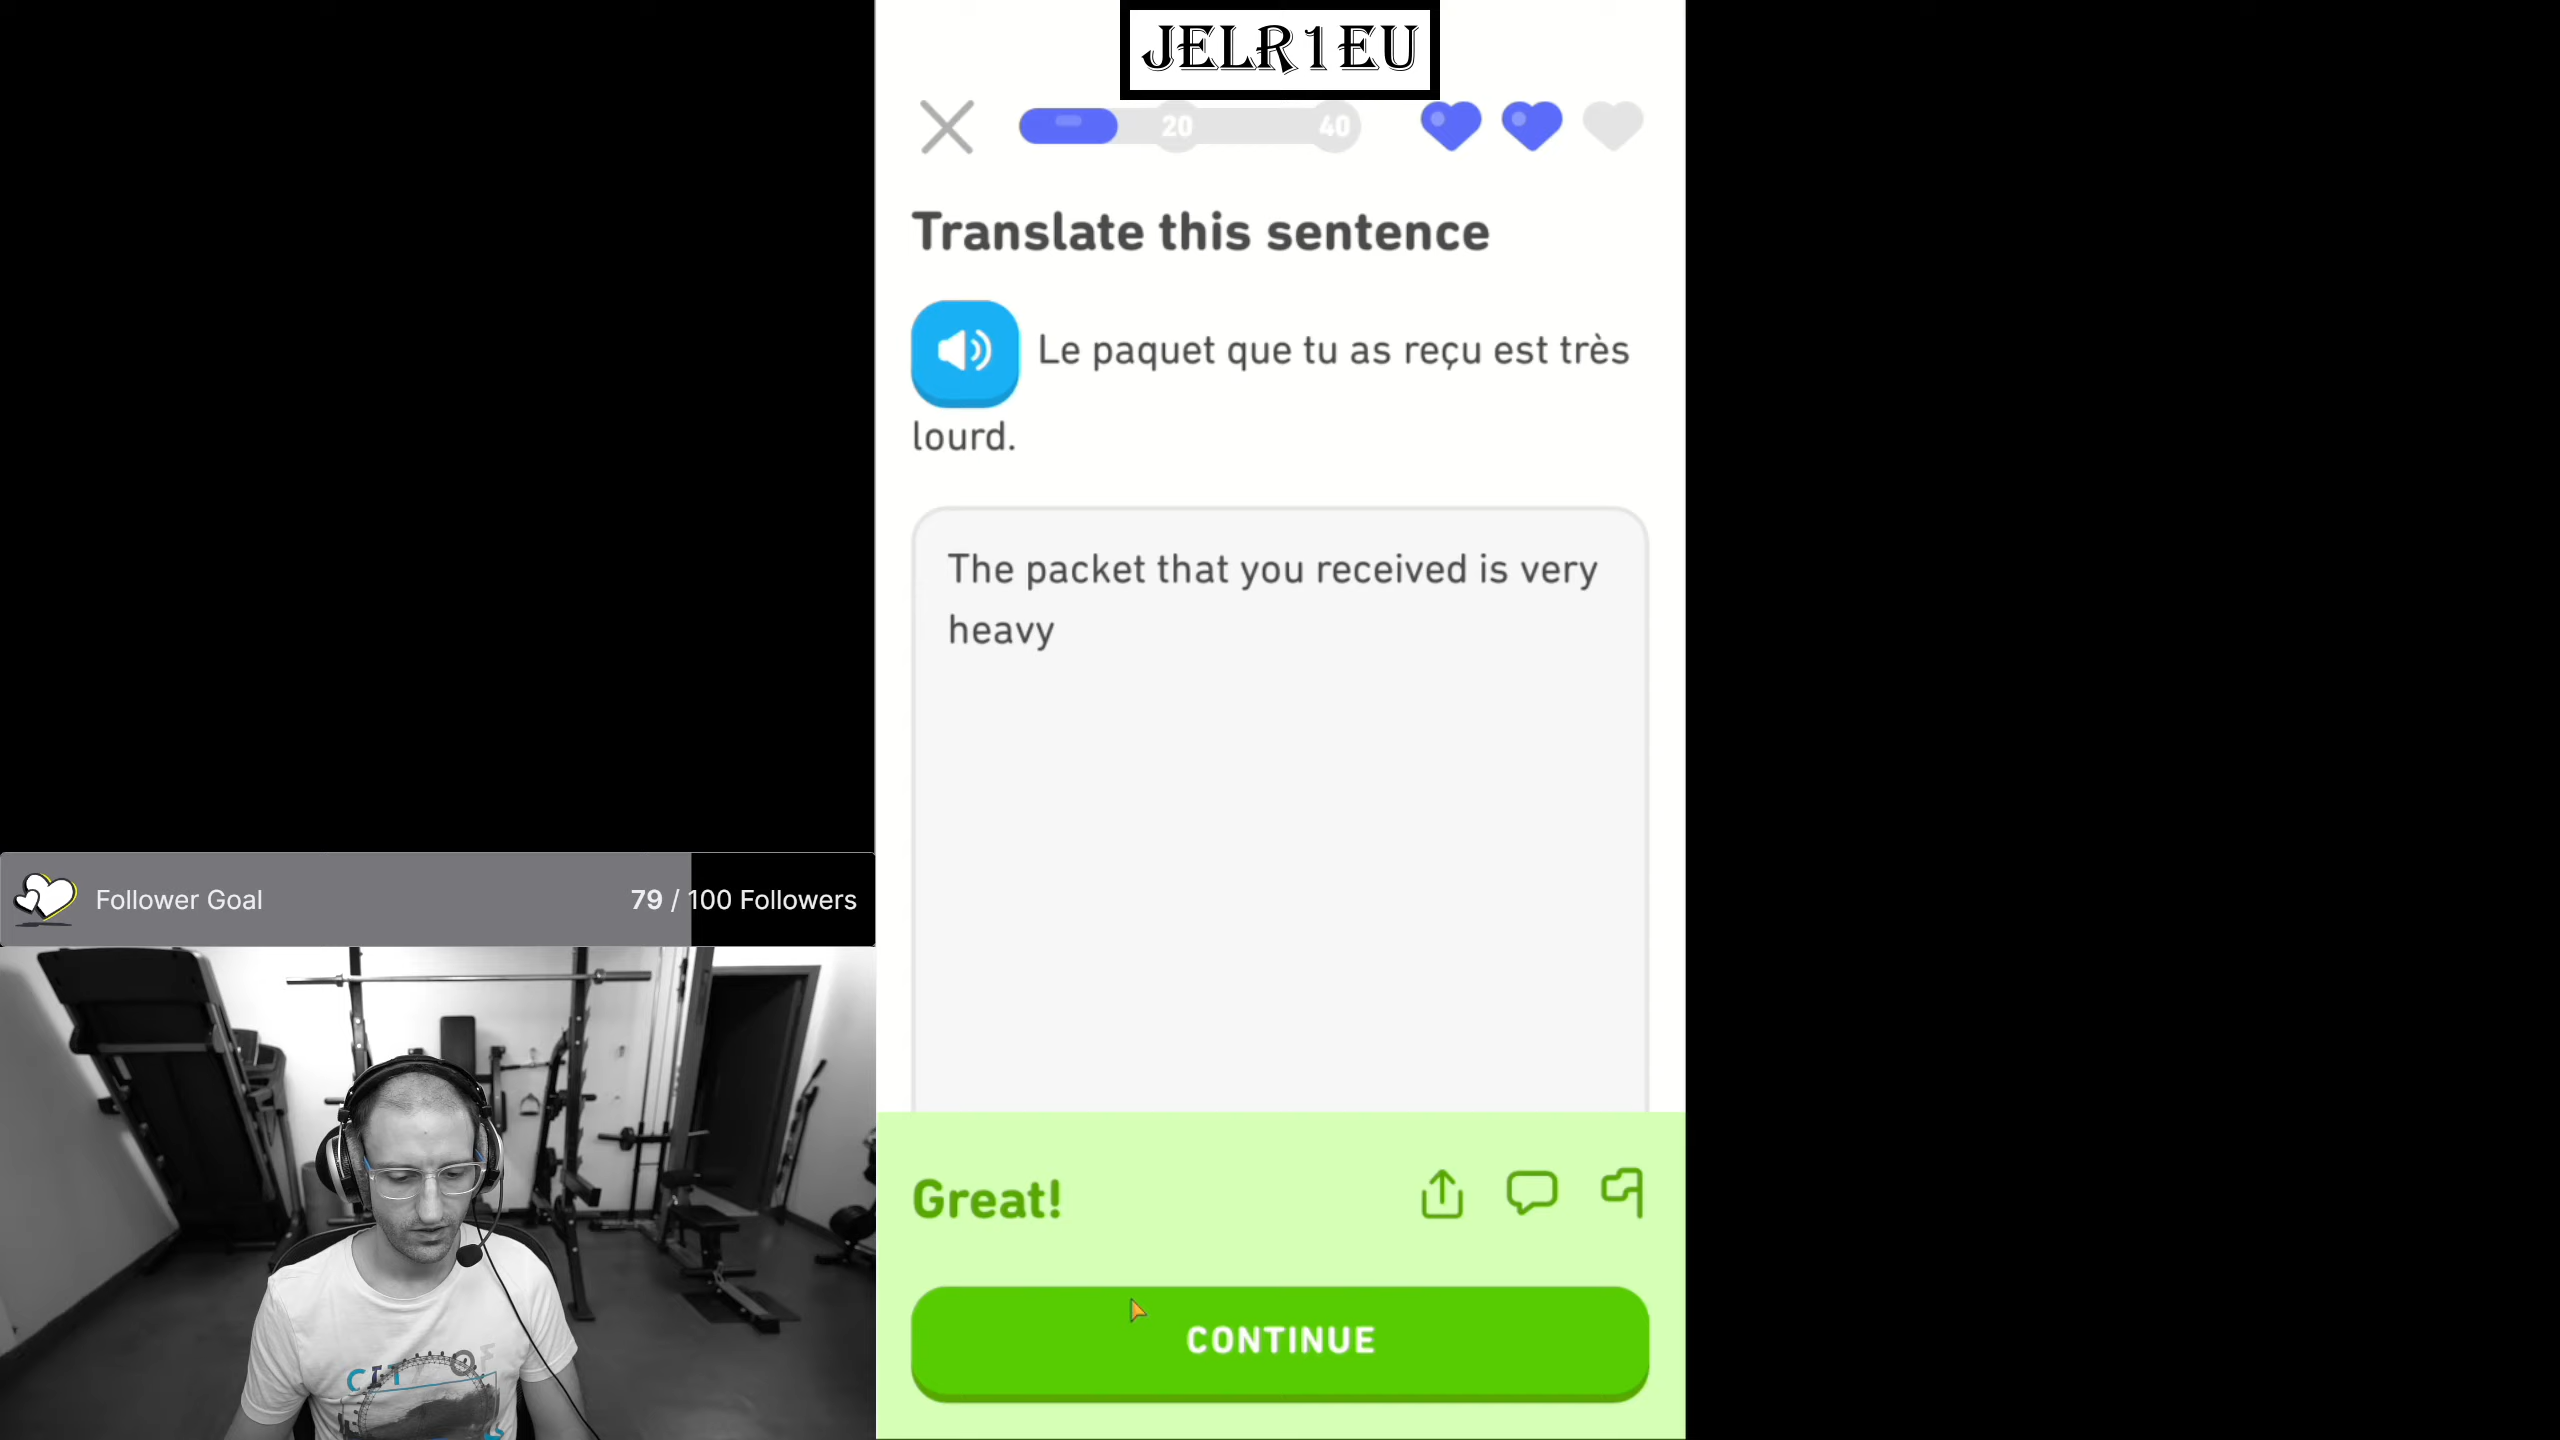 JELR1EU
20
40
Translate this sentence
Le paquet que tu as reçu est très
lourd.
The packet that you received is very
heavy
Follower Goal
79 / 100 Followers
Great!
CONTINUE